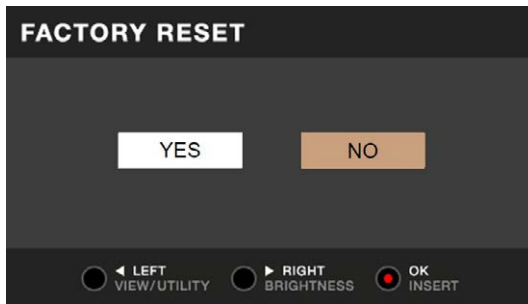 FACTORY RESET
YES NO
◄ LEFT ► RIGHT OK
VIEW/UTILITY BRIGHTNESS INSERT